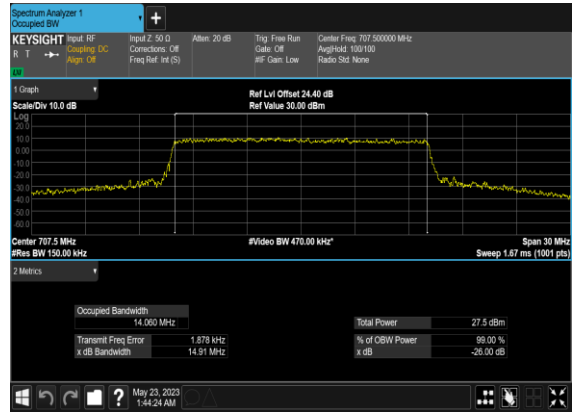 Spectrum Analyzer 1
Occupied BW
+
KEYSIGHT Input: RF Input Z: 50 Ω Atten: 20 dB Trig: Free Run Center Freq: 707.500000 MHz
R T Coupling: DC Corrections: Off Gate: Off Avg|Hold: 100/100
Align: Off Freq Ref: Int (S) #IF Gain: Low Radio Std: None
1 Graph
Scale/Div 10.0 dB
Ref Lvl Offset 24.40 dB
Ref Value 30.00 dBm
Log
20.0
10.0
0.00
-10.0
-20.0
-30.0
-40.0
-50.0
-60.0
Center 707.5 MHz #Video BW 470.00 kHz* Span 30 MHz
#Res BW 150.00 kHz Sweep 1.67 ms (1001 pts)
2 Metrics
Occupied Bandwidth
14.060 MHz
Total Power 27.5 dBm
Transmit Freq Error 1.878 kHz % of OBW Power 99.00 %
x dB Bandwidth 14.91 MHz x dB -26.00 dB
?
May 23, 2023
1:44:24 AM